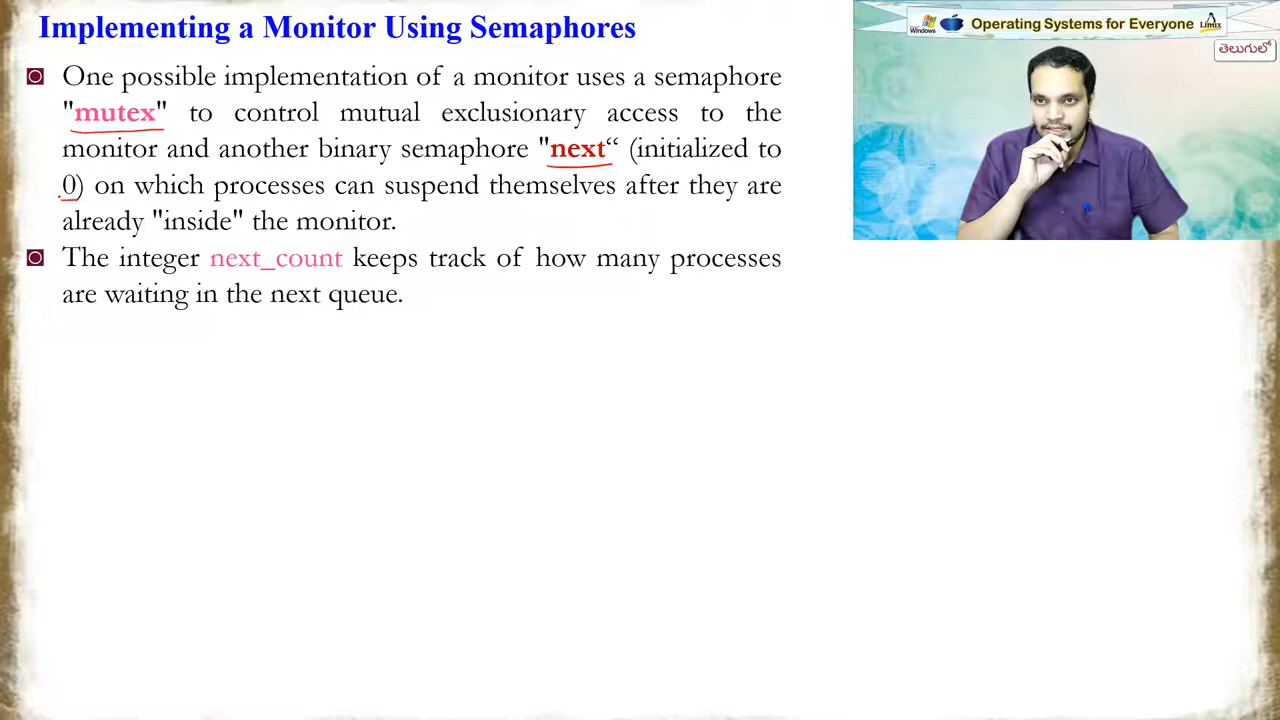 Implementing a Monitor Using Semaphores
One possible implementation of a monitor uses a semaphore
"mutex" to control mutual exclusionary access to the
monitor and another binary semaphore "next“ (initialized to
0) on which processes can suspend themselves after they are
already "inside" the monitor.
The integer next_count keeps track of how many processes
are waiting in the next queue.
Windows
Operating Systems for Everyone
Linux
తెలుగులో